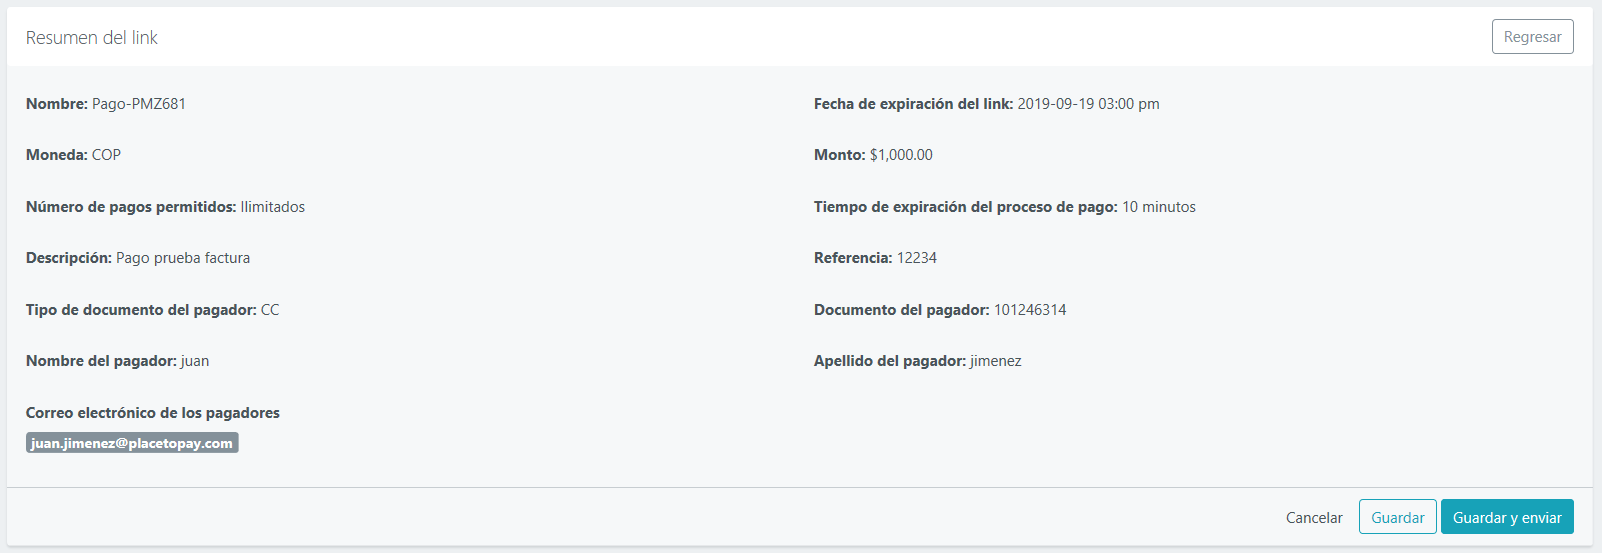 Resumen del link
Regresar
Nombre: Pago-PMZ681
Fecha de expiración del link: 2019-09-19 03:00 pm
Moneda: COP
Monto: $1,000.00
Número de pagos permitidos: Ilimitados
Tiempo de expiración del proceso de pago: 10 minutos
Descripción: Pago prueba factura
Referencia: 12234
Tipo de documento del pagador: CC
Documento del pagador: 101246314
Nombre del pagador: juan
Apellido del pagador: jimenez
Correo electrónico de los pagadores
juan.jimenez@placetopay.com
Cancelar
Guardar
Guardar y enviar